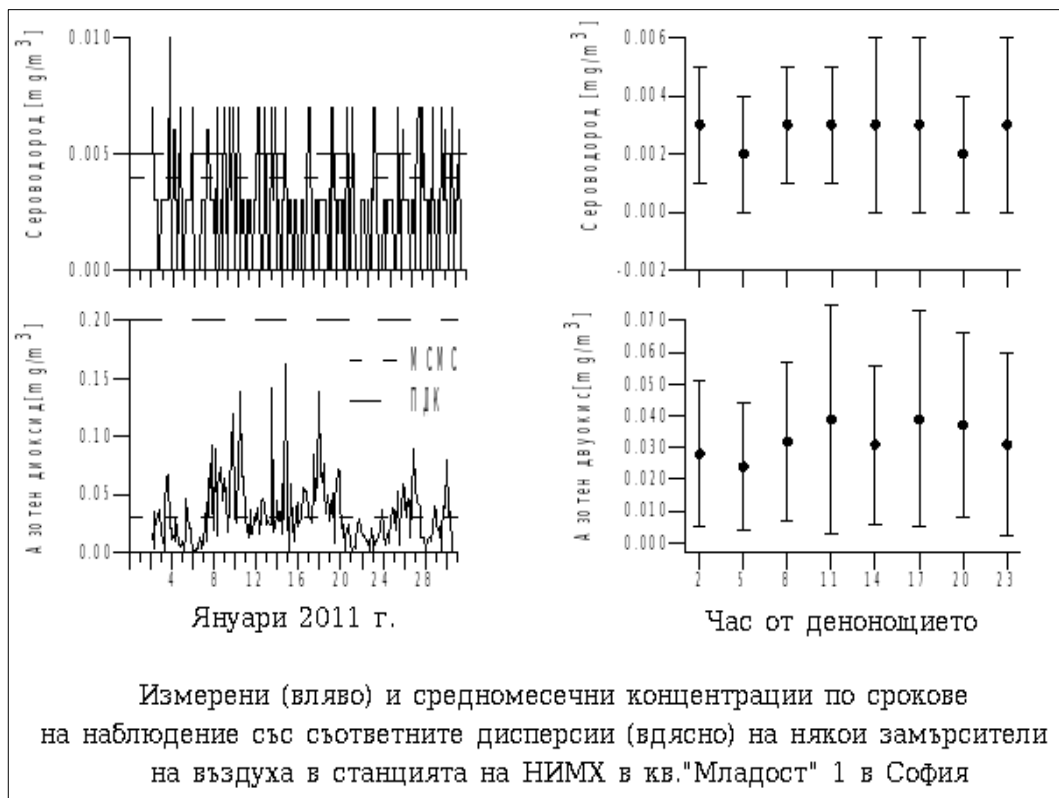 Сероводород [mg/m³]
0.010
0.005
0.000
Сероводород [mg/m³]
0.006
0.004
0.002
0.000
-0.002
Азотен диоксид[mg/m³]
0.20
0.15
0.10
0.05
0.00
МСМС
ПДК
4 8 12 16 20 24 28
Януари 2011 г.
Азотен двуокис[mg/m³]
0.070
0.060
0.050
0.040
0.030
0.020
0.010
0.000
2 5 8 11 14 17 20 23
Час от денонощието
Измерени (вляво) и средномесечни концентрации по срокове
на наблюдение със съответните дисперсии (вдясно) на някои замърсители
на въздуха в станцията на НИМХ в кв."Младост" 1 в София